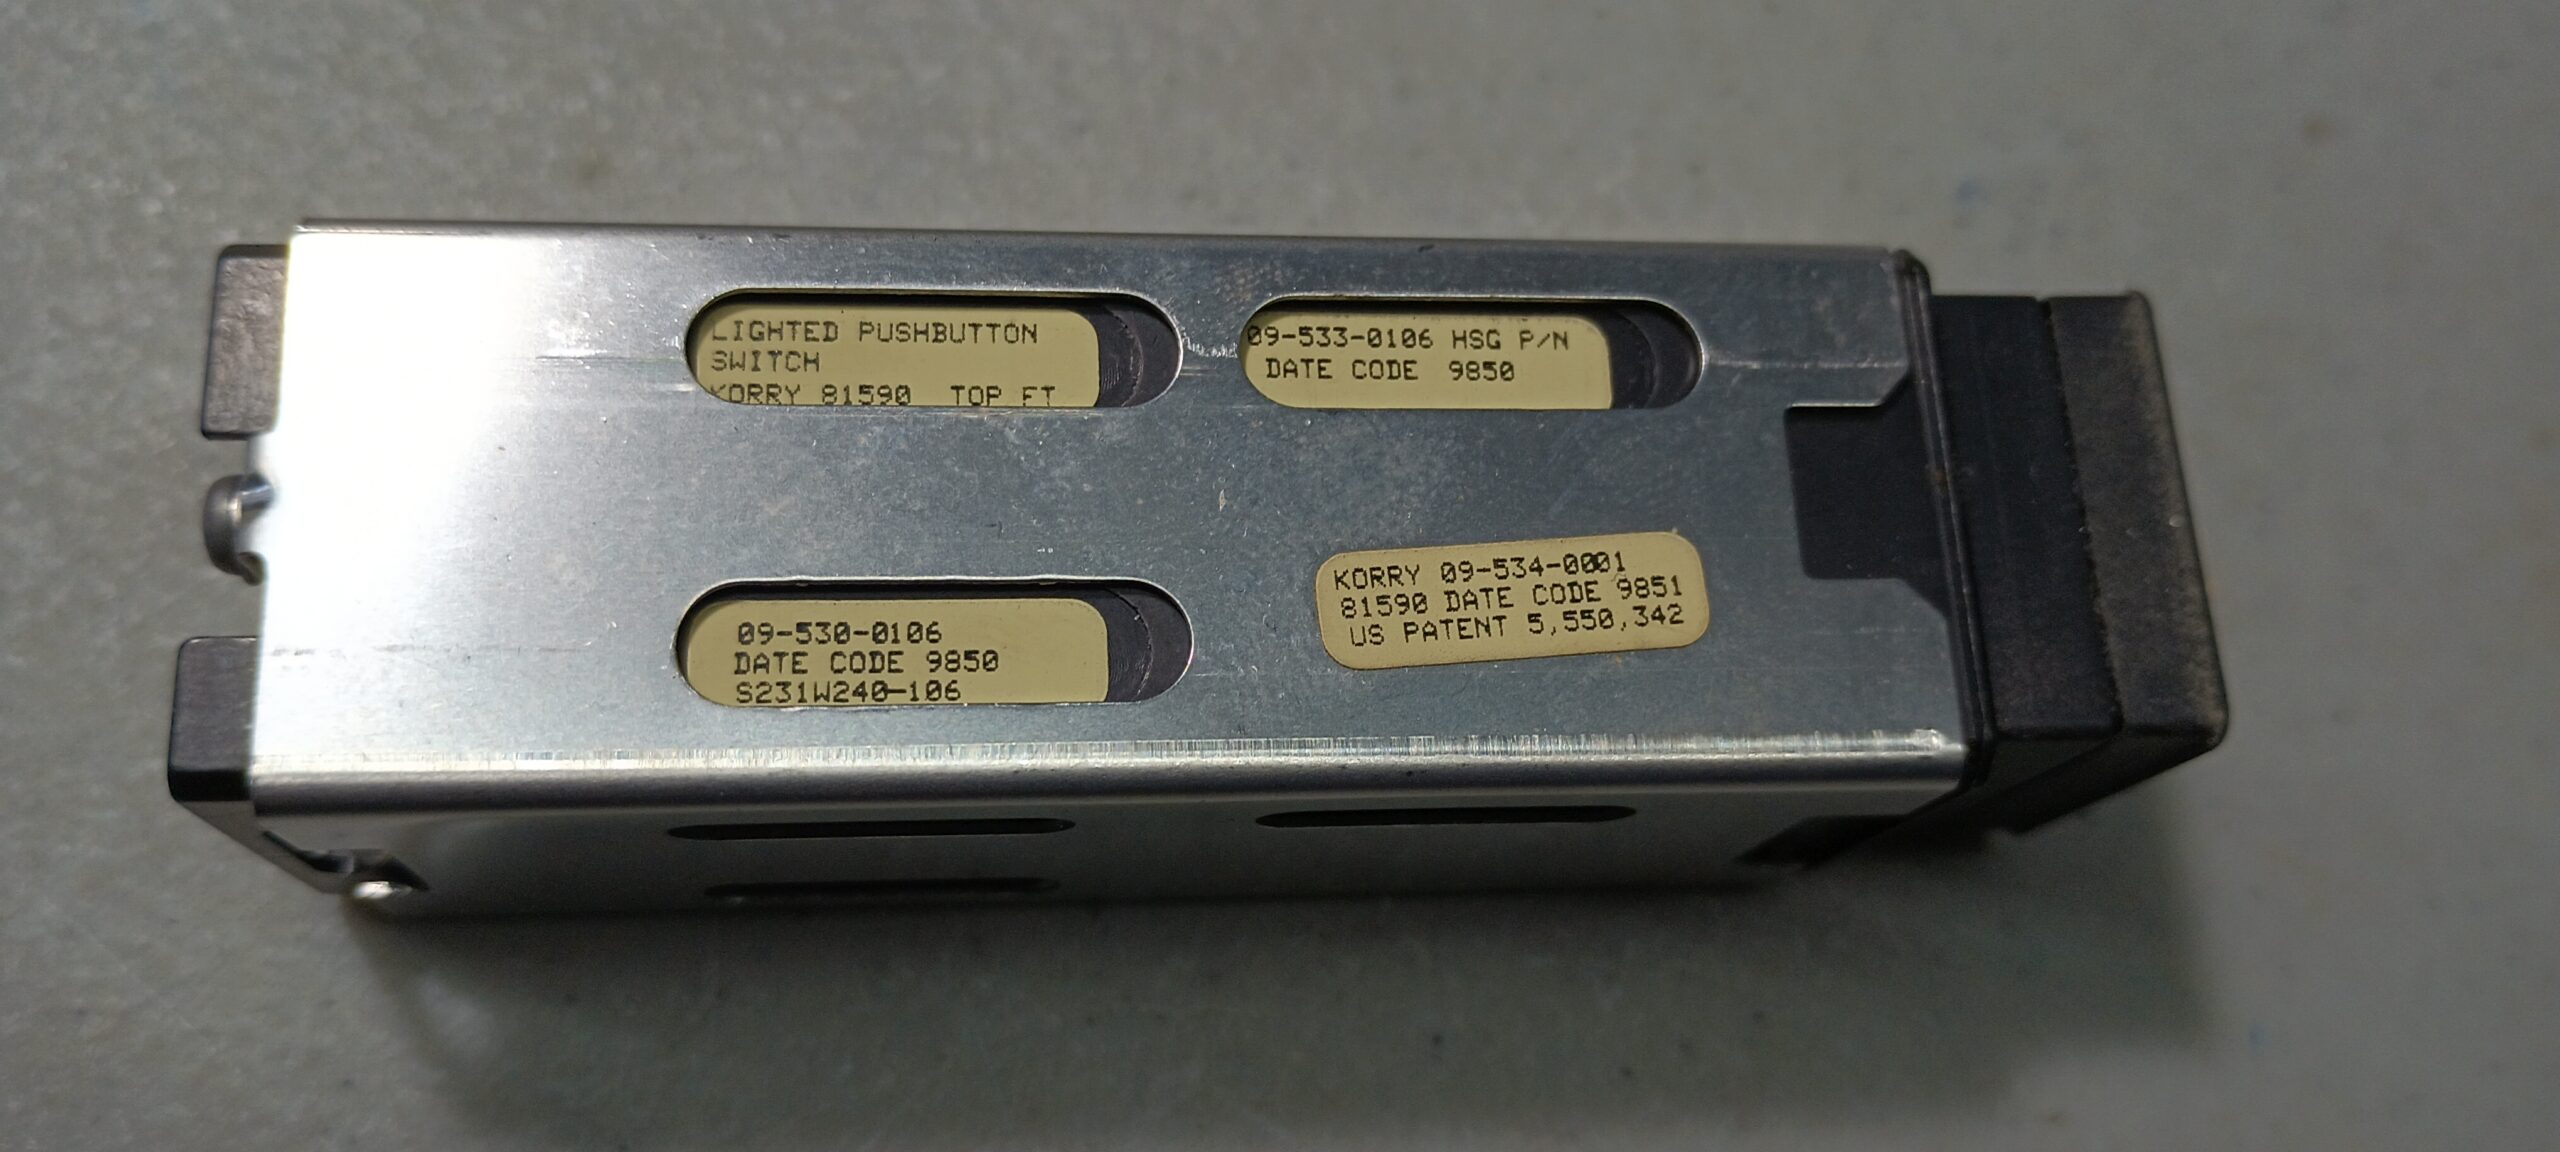 LIGHTED PUSHBUTTON
SWITCH
KORRY 81590 TOP FT
09-533-0106 HSG P/N
DATE CODE 9850
09-530-0106
DATE CODE 9850
S231W240-106
KORRY 09-534-0001
81590 DATE CODE 9851
US PATENT 5,550,342